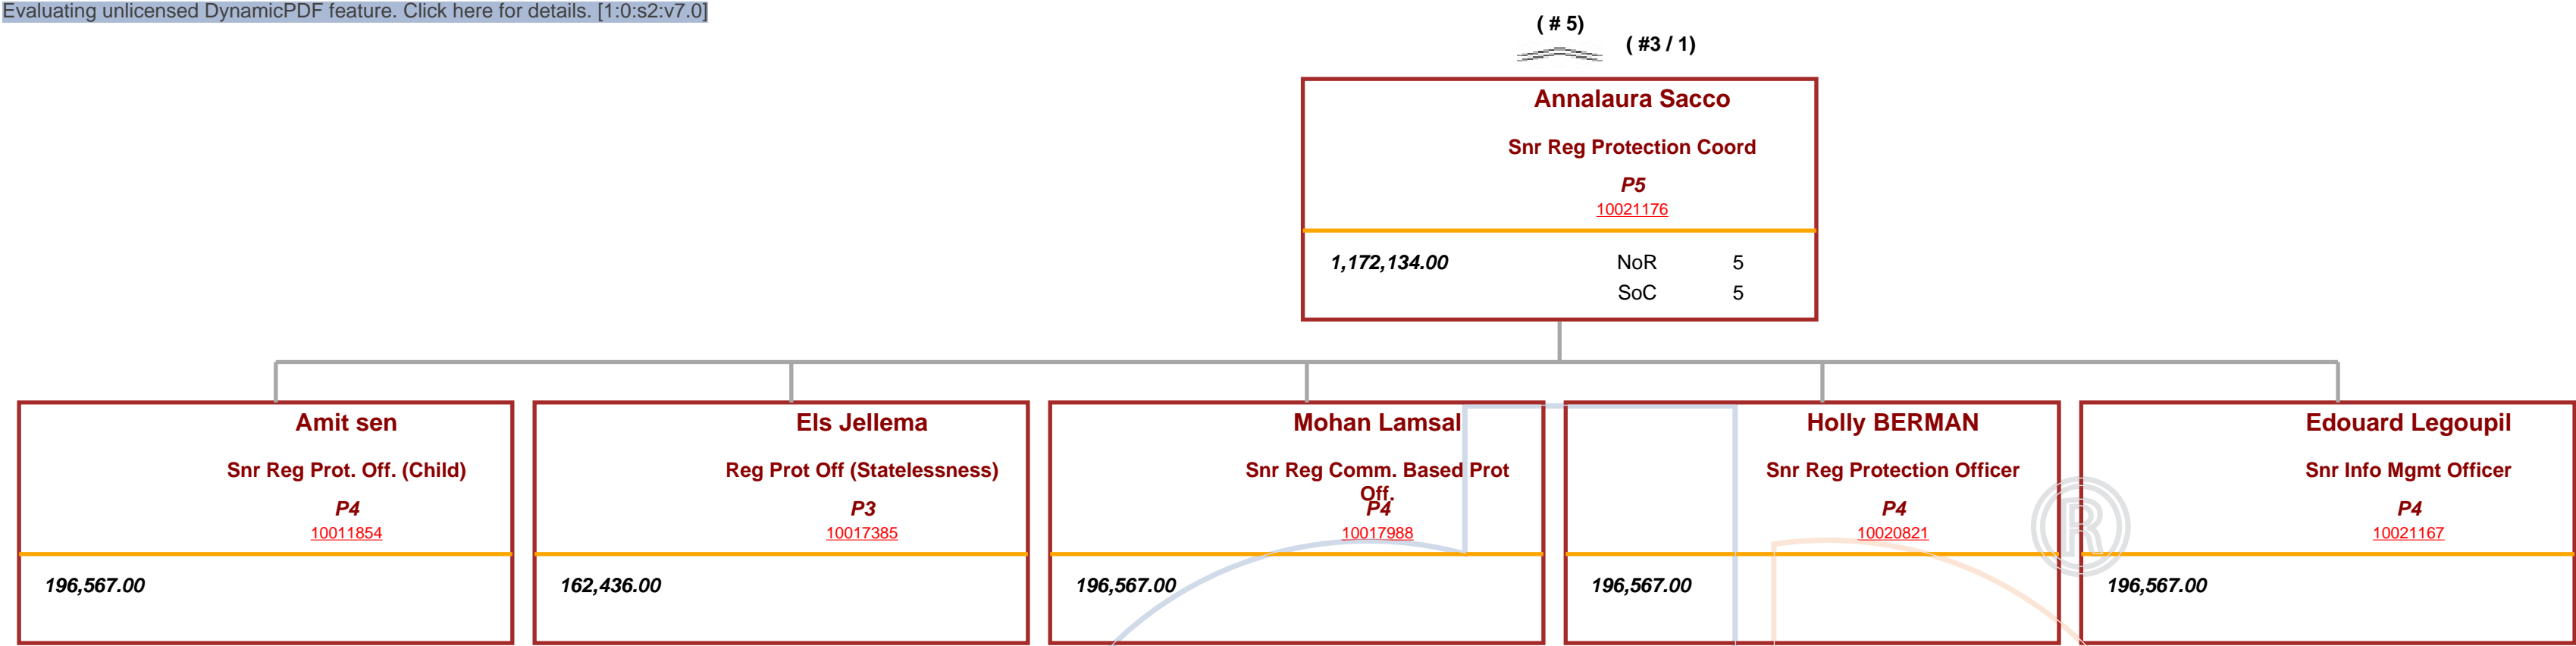 Evaluating unlicensed DynamicPDF feature. Click here for details. [1:0:s2:v7.0]
( # 5)
( #3 / 1)
Annalaura Sacco
Snr Reg Protection Coord
P5
10021176
1,172,134.00
NoR 5
SoC 5
Amit sen
Snr Reg Prot. Off. (Child)
P4
10011854
196,567.00
Els Jellema
Reg Prot Off (Statelessness)
P3
10017385
162,436.00
Mohan Lamsal
Snr Reg Comm. Based Prot
Off.
P4
10017988
196,567.00
Holly BERMAN
Snr Reg Protection Officer
P4
10020821
196,567.00
Edouard Legoupil
Snr Info Mgmt Officer
P4
10021167
196,567.00
®